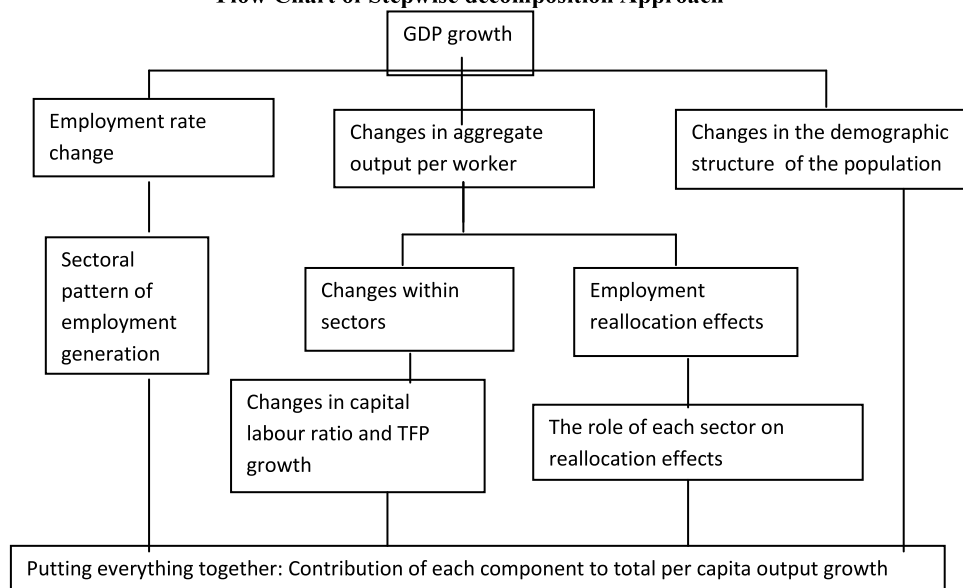 Flow Chart of Stepwise decomposition Approach
GDP growth
Employment rate
change
Changes in aggregate
output per worker
Changes in the demographic
structure of the population
Sectoral
pattern of
employment
generation
Changes within
sectors
Employment
reallocation effects
Changes in capital
labour ratio and TFP
growth
The role of each sector on
reallocation effects
Putting everything together: Contribution of each component to total per capita output growth